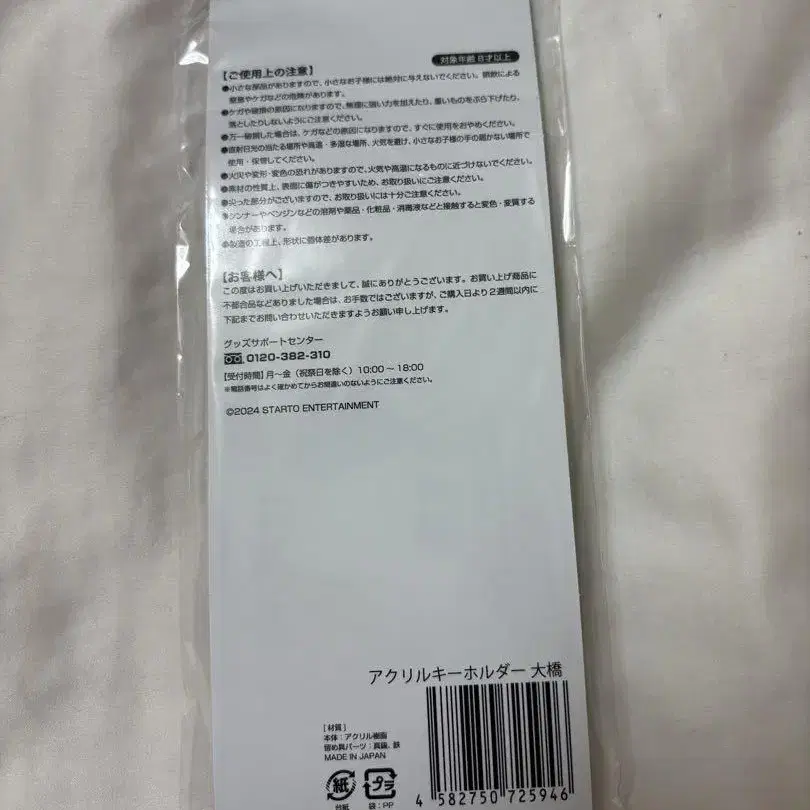 対象年齢 8才以上
【ご使用上の注意】
●小さな部品がありますので、小さなお子様には絶対に与えないでください。誤飲による
窒息やケガなどの危険があります。
●ケガや破損の原因になりますので、無理に強い力を加えたり、重いものをぶら下げたり、
落としたりしないようにご注意ください。
●万一破損した場合は、ケガなどの原因になりますので、すぐに使用をおやめください。
●直射日光の当たる場所や高温・多湿な場所、火気を避け、小さなお子様の手の届かない場所で
使用・保管してください。
●火災や変形・変色の恐れがありますので、火気や高温になるものに近づけないでください。
●素材の性質上、表面に傷がつきやすいため、お取り扱いにご注意ください。
●尖った部分がございますので、お取り扱いには十分ご注意ください。
●シンナーやベンジンなどの溶剤や薬品・化粧品・消毒液などと接触すると変色・変質する
場合があります。
●製造の工程上、形状に個体差があります。
【お客様へ】
この度はお買い上げいただきまして、誠にありがとうございます。お買い上げ商品に
不都合品などありました場合は、お手数ではございますが、ご購入日より2週間以内に
下記までお問い合わせいただきますようお願い申し上げます。
グッズサポートセンター
0120-382-310
【受付時間】月〜金（祝祭日を除く）10:00〜18:00
※電話番号はよく確かめてからお間違いのないようにご注意ください。
©2024 STARTO ENTERTAINMENT
アクリルキーホルダー 大橋
[材質]
本体：アクリル樹脂
留め具パーツ：真鍮、鉄
MADE IN JAPAN
紙 プラ
台紙 袋：PP
4 582750 725946